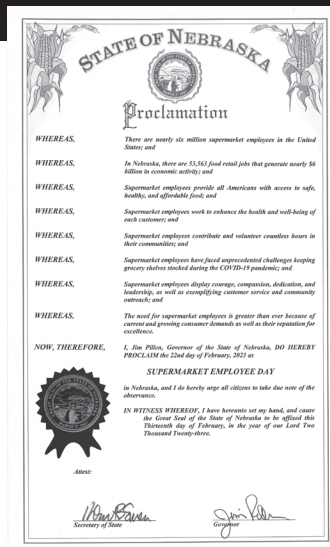 STATE OF NEBRASKA
Proclamation
WHEREAS, There are nearly six million supermarket employees in the United
States; and
WHEREAS, In Nebraska, there are 53,563 food retail jobs that generate nearly $6
billion in economic activity; and
WHEREAS, Supermarket employees provide all Americans with access to safe,
healthy, and affordable food; and
WHEREAS, Supermarket employees work to enhance the health and well-being of
each customer; and
WHEREAS, Supermarket employees contribute and volunteer countless hours in
their communities; and
WHEREAS, Supermarket employees have faced unprecedented challenges keeping
grocery shelves stocked during the COVID-19 pandemic; and
WHEREAS, Supermarket employees display courage, compassion, dedication, and
leadership, as well as exemplifying customer service and community
outreach; and
WHEREAS, The need for supermarket employees is greater than ever because of
current and growing consumer demands as well as their reputation for
excellence.
NOW, THEREFORE, I, Jim Pillen, Governor of the State of Nebraska, DO HEREBY
PROCLAIM the 22nd day of February, 2023 as
SUPERMARKET EMPLOYEE DAY
in Nebraska, and I do hereby urge all citizens to take due note of the
observance.
IN WITNESS WHEREOF, I have hereunto set my hand, and cause
the Great Seal of the State of Nebraska to be affixed this
Thirteenth day of February, in the year of our Lord Two
Thousand Twenty-three.
Attest:
Secretary of State
Governor